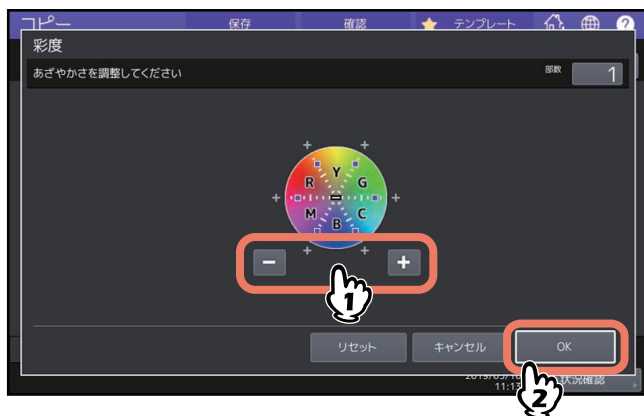 コピー 保存 確認 テンプレート ?
彩度
あざやかさを調整してください 部数 1
+ +
Y
R G
+ +
M C
B
+ +
− +
1
リセット キャンセル OK
11:13 状況確認
2